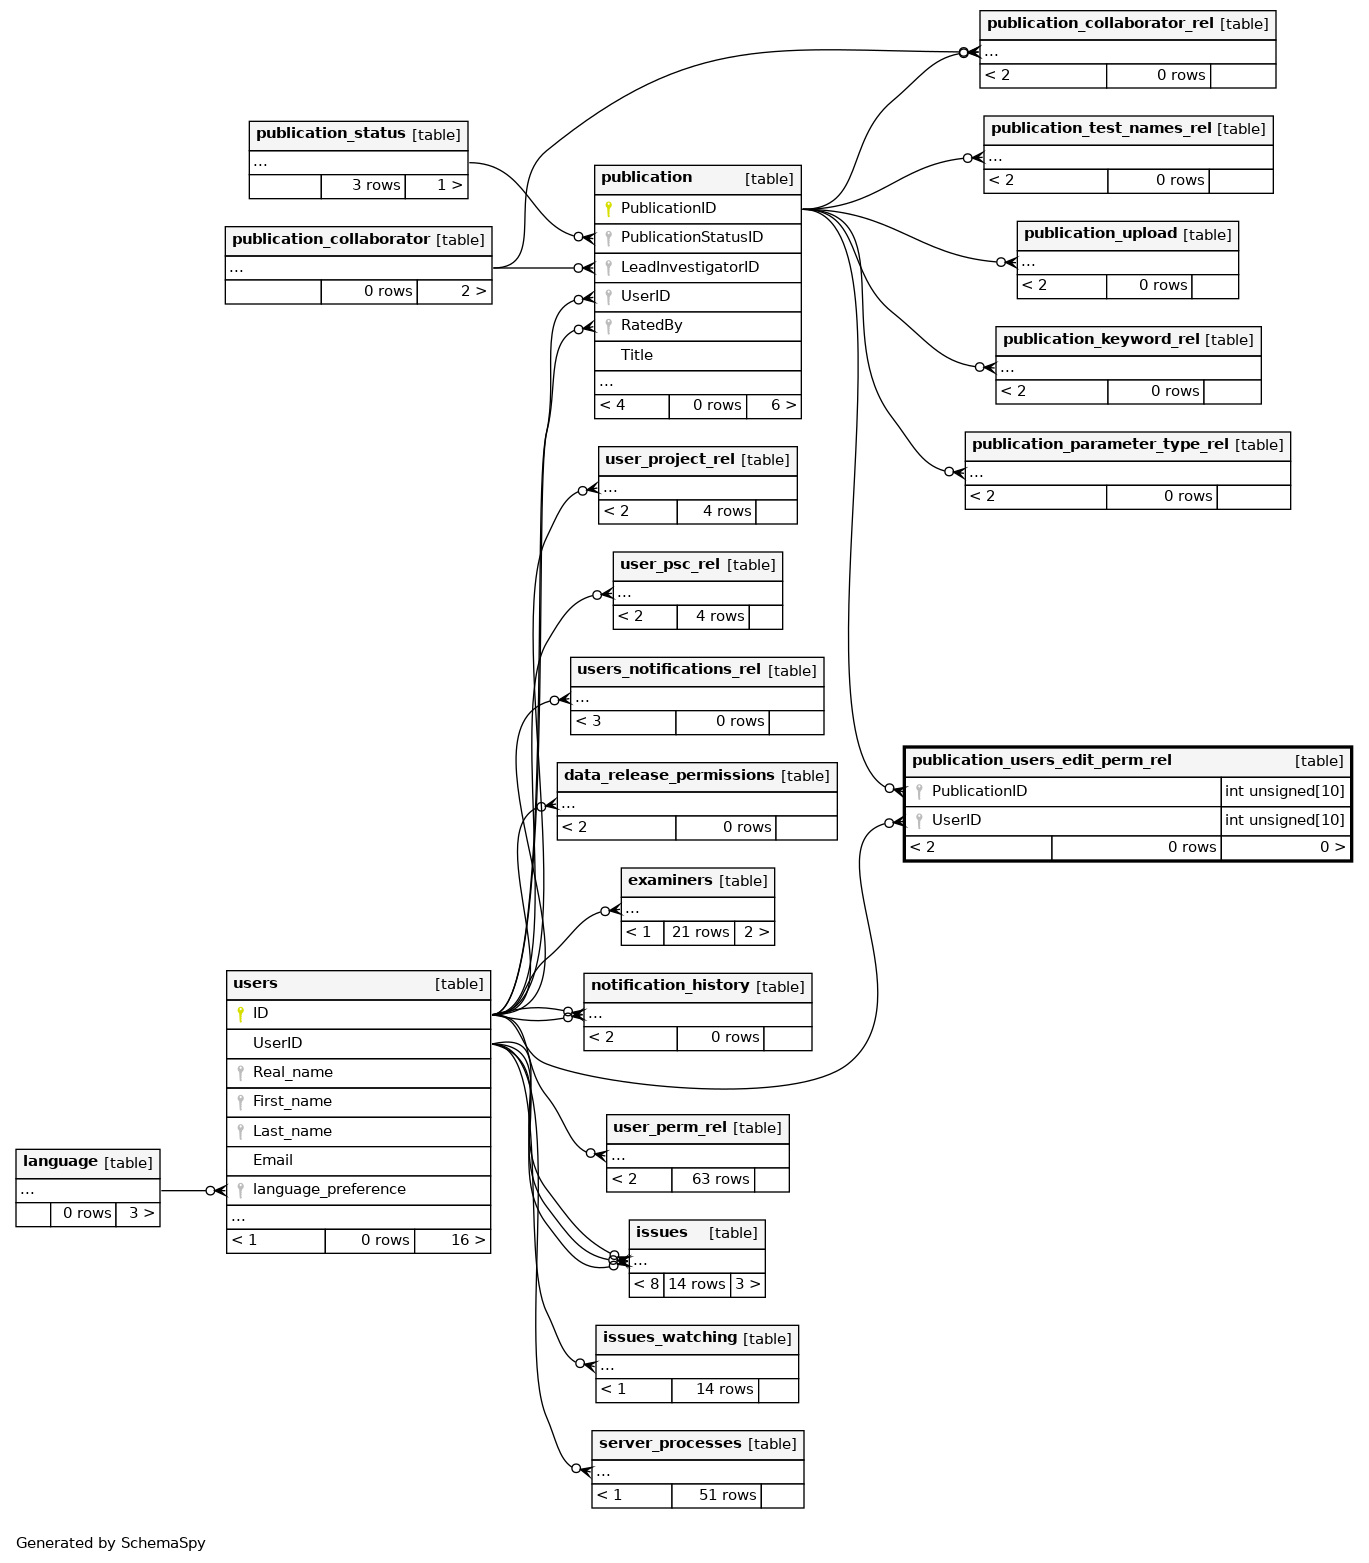 publication_collaborator_rel [table]
...
< 2 0 rows
publication_test_names_rel [table]
...
< 2 0 rows
publication_status [table]
...
3 rows 1 >
publication [table]
PublicationID
PublicationStatusID
LeadInvestigatorID
UserID
RatedBy
Title
...
< 4 0 rows 6 >
publication_collaborator [table]
...
0 rows 2 >
publication_upload [table]
...
< 2 0 rows
publication_keyword_rel [table]
...
< 2 0 rows
publication_parameter_type_rel [table]
...
< 2 0 rows
user_project_rel [table]
...
< 2 4 rows
user_psc_rel [table]
...
< 2 4 rows
users_notifications_rel [table]
...
< 3 0 rows
data_release_permissions [table]
...
< 2 0 rows
publication_users_edit_perm_rel [table]
PublicationID int unsigned[10]
UserID int unsigned[10]
< 2 0 rows 0 >
examiners [table]
...
< 1 21 rows 2 >
notification_history [table]
...
< 2 0 rows
users [table]
ID
UserID
Real_name
First_name
Last_name
Email
language_preference
...
< 1 0 rows 16 >
language [table]
...
0 rows 3 >
user_perm_rel [table]
...
< 2 63 rows
issues [table]
...
< 8 14 rows 3 >
issues_watching [table]
...
< 1 14 rows
server_processes [table]
...
< 1 51 rows
Generated by SchemaSpy